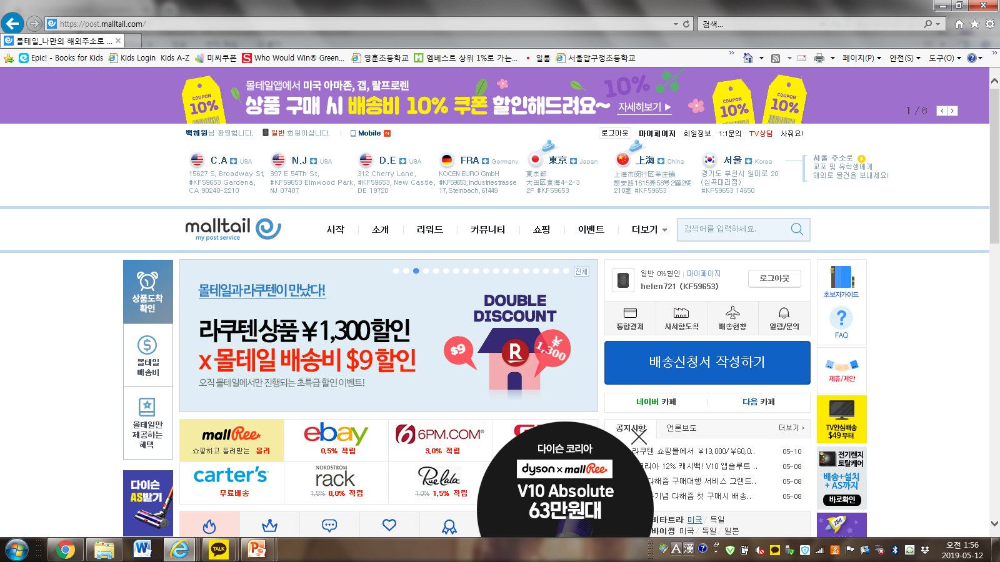 https://post.malltail.com/
검색...
몰테일_나만의 해외주소로 ...
Epic! - Books for Kids
Kids Login
Kids A-Z
미씨쿠폰
Who Would Win® Green...
영훈초등학교
엠베스트 상위 1%로 가는...
일룸
서울압구정초등학교
페이지(P)
안전(S)
도구(O)
COUPON 10%
몰테일앱에서 미국 아마존, 갭, 랄프로렌
상품 구매 시 배송비 10% 쿠폰 할인해드려요~
자세히보기 ▶
10%
COUPON 10%
COUPON 10%
1 / 6
백혜원님 환영합니다.
일반 회원이십니다.
Mobile N
로그아웃
마이페이지
회원정보
1:1문의
TV상담
사줘요!
C.A USA
15627 S. Broadway St,
#KF59653 Gardena,
CA 90248-2210
N.J USA
397 E 54Th St,
#KF59653 Elmwood Park,
NJ 07407
D.E USA
312 Cherry Lane,
#KF59653, New Castle,
DE 19720
FRA Germany
KOCEN EURO GmbH
#KF59653, Industriestrasse
17, Steinbach, 61449
東京 Japan
東京都
大田区東海4-2-3
2F #KF59653
上海 China
上海市闵行区莘庄镇
黎安路1615弄58号2幢2楼
210室 #KF59653
서울 Korea
경기도 부천시 원미로 20
(심곡대리점)
#KF59653 14650
서울 주소로
교포 및 유학생에게
해외로 물건을 보내세요!
malltail
my post service
시작
소개
리워드
커뮤니티
쇼핑
이벤트
더보기
검색어를 입력하세요.
상품도착
확인
몰테일
배송비
몰테일만
제공하는
혜택
다이슨
AS받기
전체
몰테일과 라쿠텐이 만났다!
라쿠텐 상품 ¥1,300 할인
x 몰테일 배송비 $9 할인
오직 몰테일에서만 진행되는 초특급 할인 이벤트!
DOUBLE
DISCOUNT
$9
R
¥
1,300
일반 0%할인
마이페이지
helen721 (KF59653)
로그아웃
통합결제
사서함도착
배송현황
알림/문의
배송신청서 작성하기
네이버 카페
다음 카페
초보자가이드
?
FAQ
제휴/제안
TV안심배송
$49 부터
전기렌지
토탈케어
배송+설치
+ AS까지
바로확인
284
mallRee
쇼핑하고 돌려받는 몰리
ebay
0,5% 적립
6PM.COM®
3,0% 적립
carter's
무료배송
NORDSTROM
rack
1,5% 8,0% 적립
Rue lala
1,0% 1,5% 적립
다이슨 코리아
dyson × mallRee
V10 Absolute
63만원대
공지사항
언론보도
더보기
라쿠텐 쇼핑몰에서 ¥13,000/¥60,0.. 05-10
코리아 12% 캐시백! V10 앱솔루트 .. 05-08
다해줌 구매대행 서비스 그랜드.. 05-08
기념 다해줌 첫 구매시 배송.. 05-08
비타트라 미국 / 독일
바이씽 미국 / 독일 / 일본
W
TALK
P
A 漢
오전 1:56
2019-05-12